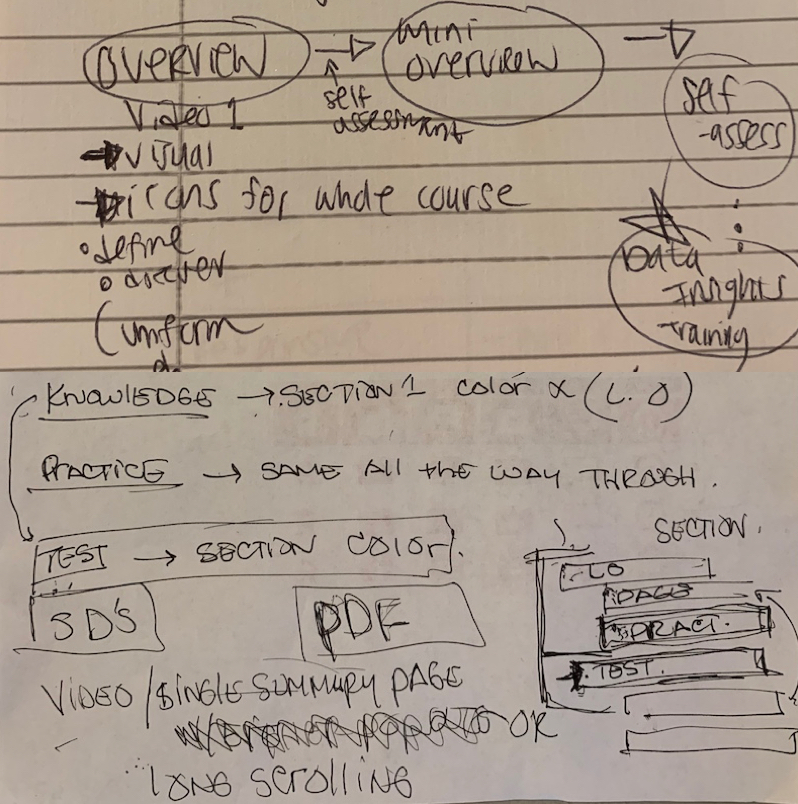 OVERVIEW → mini overview →
self assessment
Video 1
self -assess
→ visual
→ icons for whole course
• define
• discover
Data Insights Training
(uniform
KNOWLEDGE → SECTION 1 color x (L.O)
PRACTICE → SAME All the WAY THROUGH.
TEST → SECTION COLOR.
SD'S
PDF
VIDEO / SINGLE SUMMARY PAGE
OR
LONG SCROLLING
SECTION.
LO
PAGE
PRACT.
TEST.